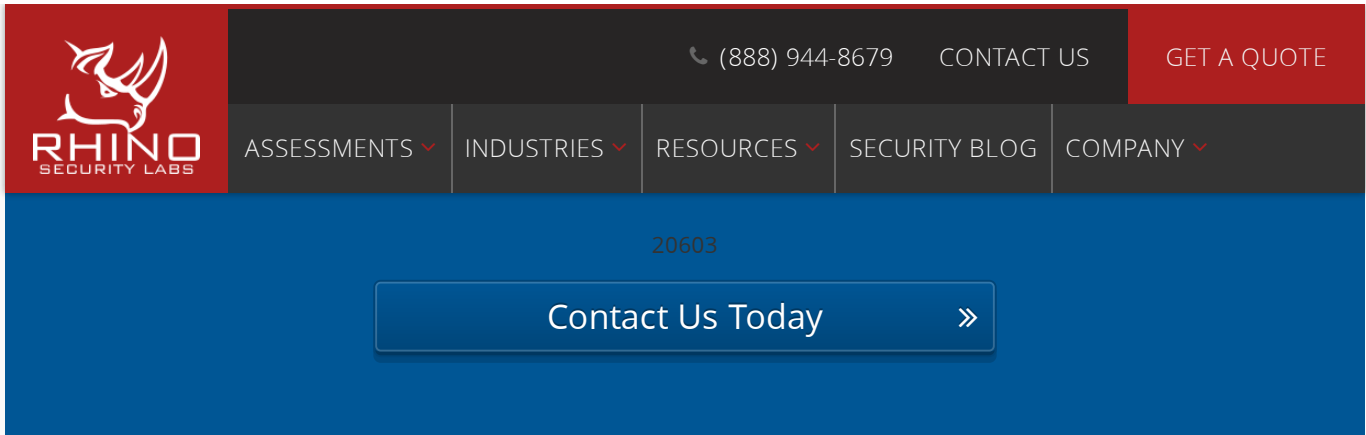 RHINO
SECURITY LABS
(888) 944-8679 CONTACT US GET A QUOTE
ASSESSMENTS INDUSTRIES RESOURCES SECURITY BLOG COMPANY
20603
Contact Us Today